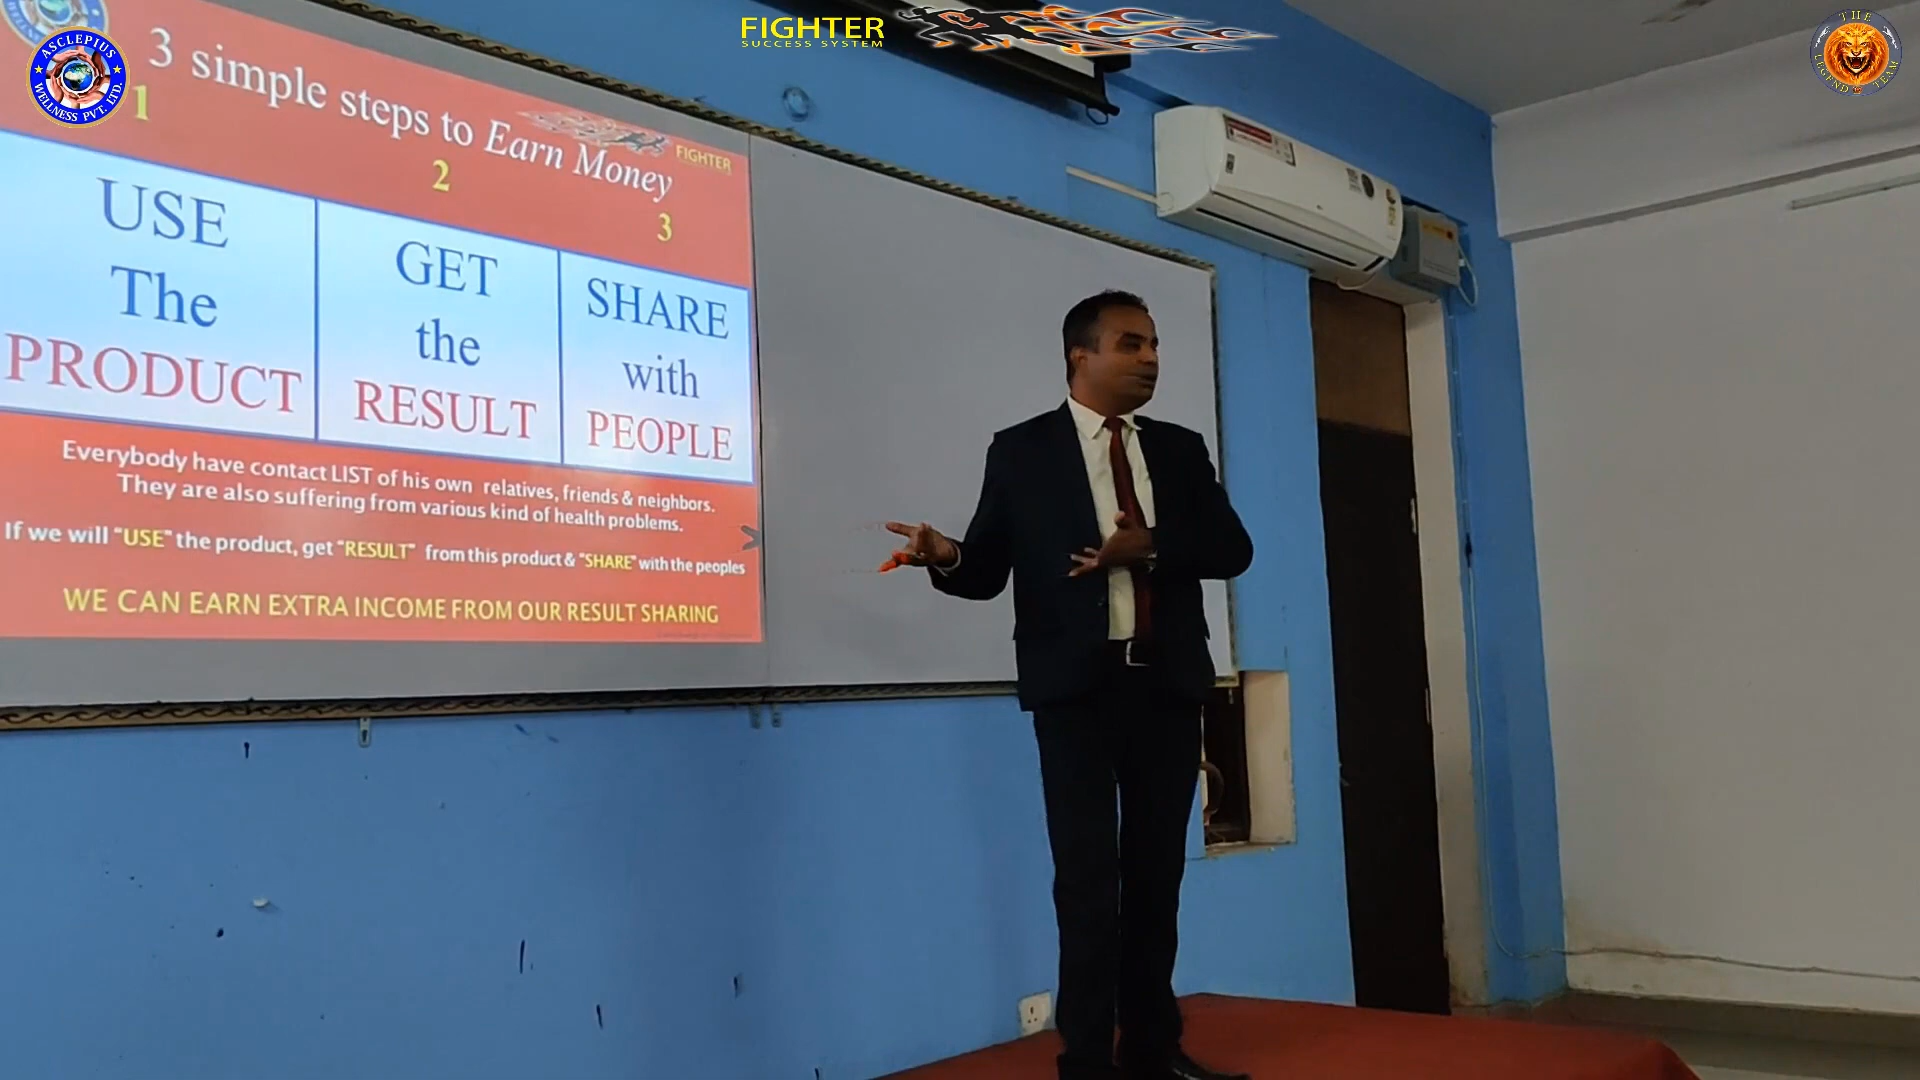 FIGHTER
SUCCESS SYSTEM
ASCLEPIUS
WELLNESS PVT. LTD.
THE
LEGEND TEAM
3 simple steps to Earn Money
FIGHTER
1
2
3
USE
The
PRODUCT
GET
the
RESULT
SHARE
with
PEOPLE
Everybody have contact LIST of his own relatives, friends & neighbors.
They are also suffering from various kind of health problems.
If we will “USE” the product, get “RESULT” from this product & “SHARE” with the peoples
WE CAN EARN EXTRA INCOME FROM OUR RESULT SHARING